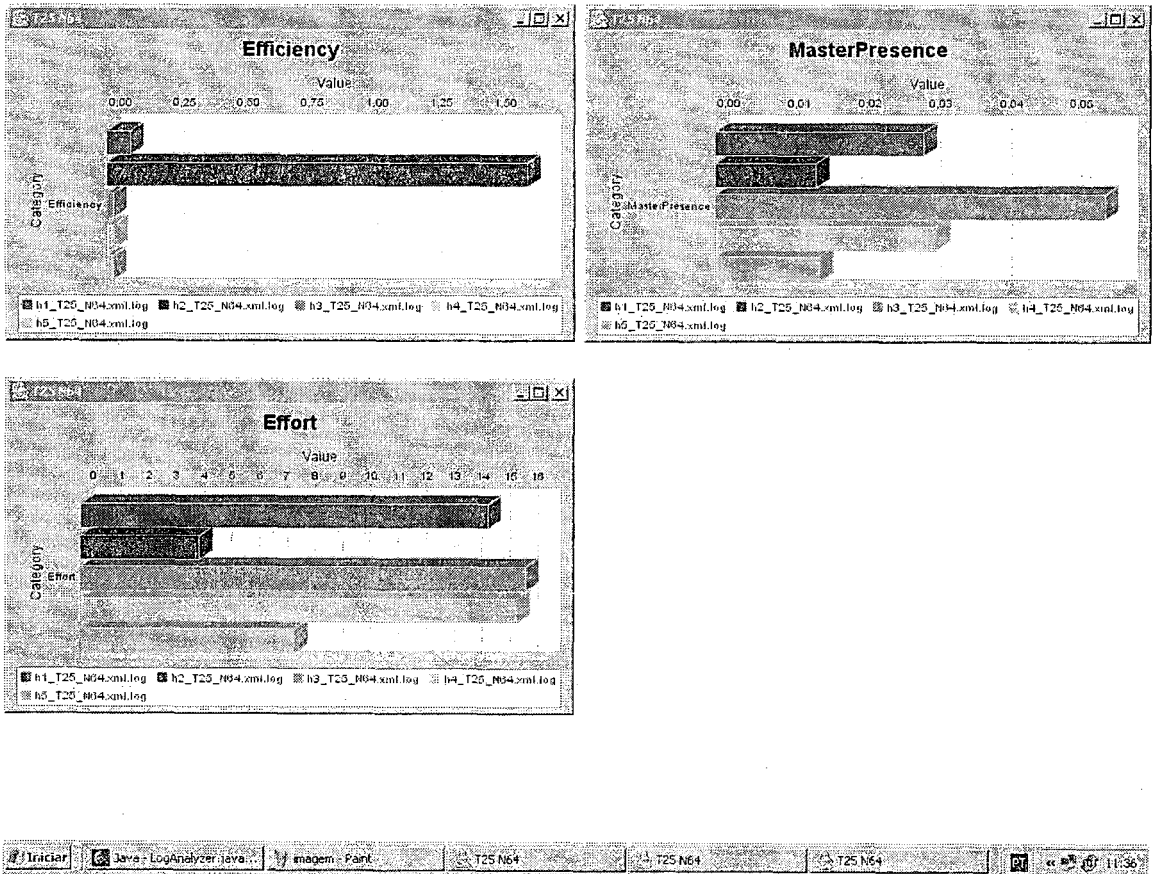 T25 N64
Efficiency
Value
0,00 0,25 0,50 0,75 1,00 1,25 1,50
Category
Efficiency
h1_T25_N64.xml.log h2_T25_N64.xml.log h3_T25_N64.xml.log h4_T25_N64.xml.log
h5_T25_N64.xml.log
T25 N64
MasterPresence
Value
0,00 0,01 0,02 0,03 0,04 0,05
Category
MasterPresence
h1_T25_N64.xml.log h2_T25_N64.xml.log h3_T25_N64.xml.log h4_T25_N64.xml.log
h5_T25_N64.xml.log
T25 N64
Effort
Value
0 1 2 3 4 5 6 7 8 9 10 11 12 13 14 15 16
Category
Effort
h1_T25_N64.xml.log h2_T25_N64.xml.log h3_T25_N64.xml.log h4_T25_N64.xml.log
h5_T25_N64.xml.log
Iniciar Java - LogAnalyzer.java... imagem - Paint T25 N64 T25 N64 T25 N64 PT « 11:36